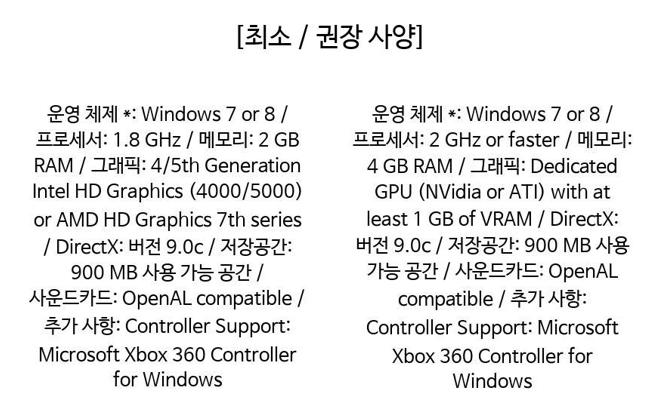 [최소 / 권장 사양]
운영 체제 *: Windows 7 or 8 /
프로세서: 1.8 GHz / 메모리: 2 GB
RAM / 그래픽: 4/5th Generation
Intel HD Graphics (4000/5000)
or AMD HD Graphics 7th series
/ DirectX: 버전 9.0c / 저장공간:
900 MB 사용 가능 공간 /
사운드카드: OpenAL compatible /
추가 사항: Controller Support:
Microsoft Xbox 360 Controller
for Windows
운영 체제 *: Windows 7 or 8 /
프로세서: 2 GHz or faster / 메모리:
4 GB RAM / 그래픽: Dedicated
GPU (NVidia or ATI) with at
least 1 GB of VRAM / DirectX:
버전 9.0c / 저장공간: 900 MB 사용
가능 공간 / 사운드카드: OpenAL
compatible / 추가 사항:
Controller Support: Microsoft
Xbox 360 Controller for
Windows